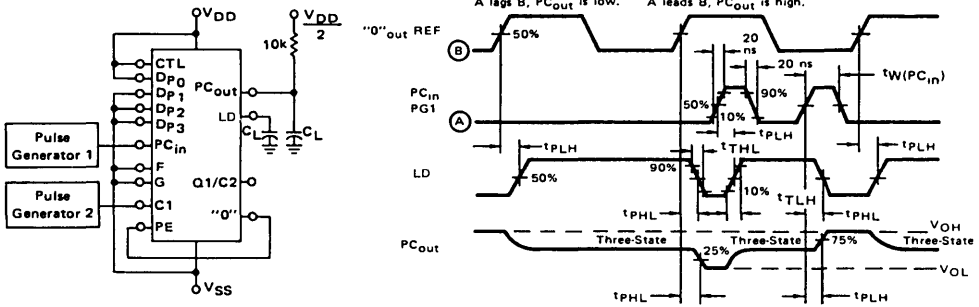 A lags B, PCout is low. A leads B, PCout is high.
VDD
VDD
2
10k
CTL
DP0
DP1
DP2
DP3
PCin
F
G
C1
PE
PCout
LD
Q1/C2
"0"
CL
CL
Pulse
Generator 1
Pulse
Generator 2
VSS
"0"out REF
B
50%
20
ns
20 ns
tW(PCin)
PCin
PG1
A
50%
90%
10%
tPLH
tPLH
tTHL
tPLH
LD
50%
90%
10%
tTLH
tPHL
tPHL
PCout
Three-State
25%
Three-State
75%
VOH
Three-State
VOL
tPHL
tPLH